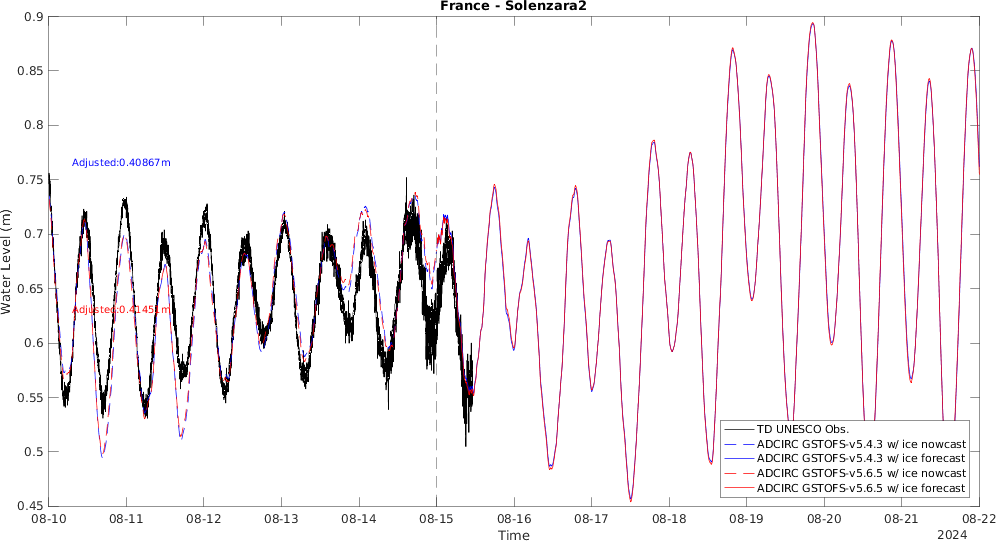 France - Solenzara2
0.9
0.85
0.8
0.75
0.7
0.65
0.6
0.55
0.5
0.45
Water Level (m)
Adjusted:0.40867m
Adjusted:0.41451m
TD UNESCO Obs.
ADCIRC GSTOFS-v5.4.3 w/ ice nowcast
ADCIRC GSTOFS-v5.4.3 w/ ice forecast
ADCIRC GSTOFS-v5.6.5 w/ ice nowcast
ADCIRC GSTOFS-v5.6.5 w/ ice forecast
08-10 08-11 08-12 08-13 08-14 08-15 08-16 08-17 08-18 08-19 08-20 08-21 08-22
Time
2024